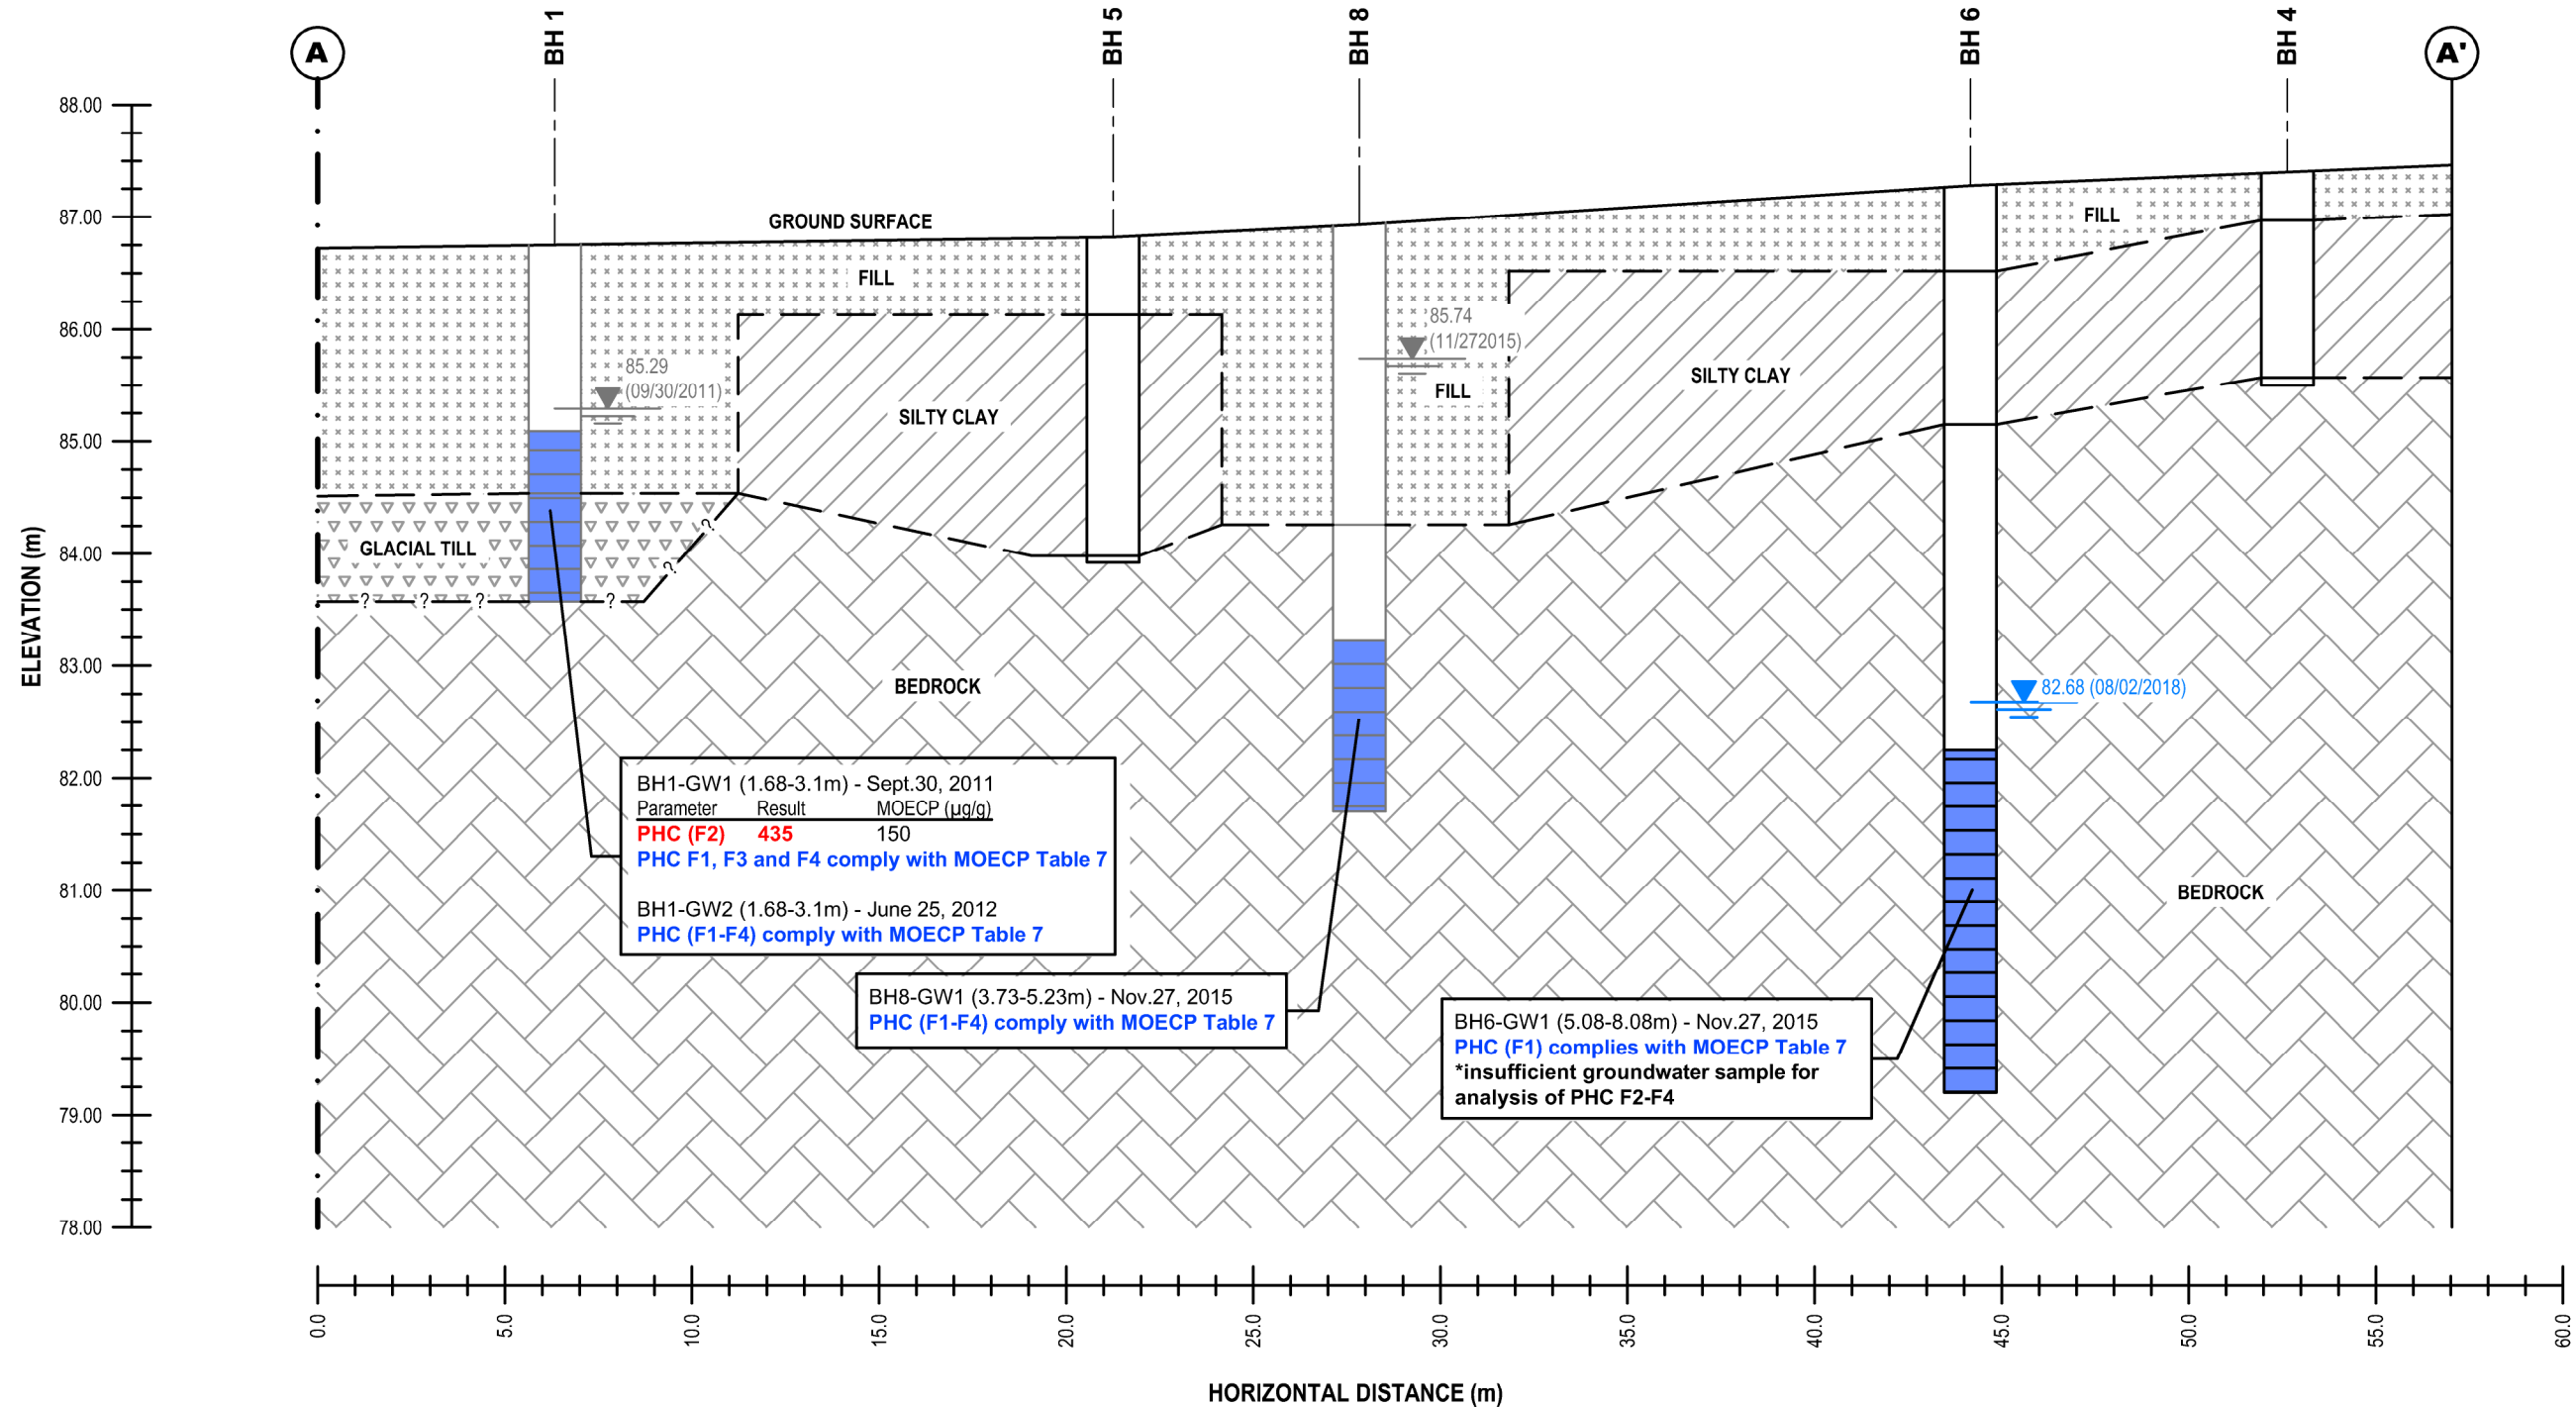 A
BH 1
BH 5
BH 8
BH 6
BH 4
A'
88.00
87.00
86.00
85.00
84.00
83.00
82.00
81.00
80.00
79.00
78.00
ELEVATION (m)
GROUND SURFACE
FILL
FILL
85.74
(11/272015)
85.29
(09/30/2011)
FILL
SILTY CLAY
SILTY CLAY
GLACIAL TILL
?
?
?
?
?
?
BEDROCK
82.68 (08/02/2018)
BH1-GW1 (1.68-3.1m) - Sept.30, 2011
Parameter Result MOECP (µg/g)
PHC (F2) 435 150
PHC F1, F3 and F4 comply with MOECP Table 7
BH1-GW2 (1.68-3.1m) - June 25, 2012
PHC (F1-F4) comply with MOECP Table 7
BEDROCK
BH8-GW1 (3.73-5.23m) - Nov.27, 2015
PHC (F1-F4) comply with MOECP Table 7
BH6-GW1 (5.08-8.08m) - Nov.27, 2015
PHC (F1) complies with MOECP Table 7
*insufficient groundwater sample for
analysis of PHC F2-F4
0.0
5.0
10.0
15.0
20.0
25.0
30.0
35.0
40.0
45.0
50.0
55.0
60.0
HORIZONTAL DISTANCE (m)